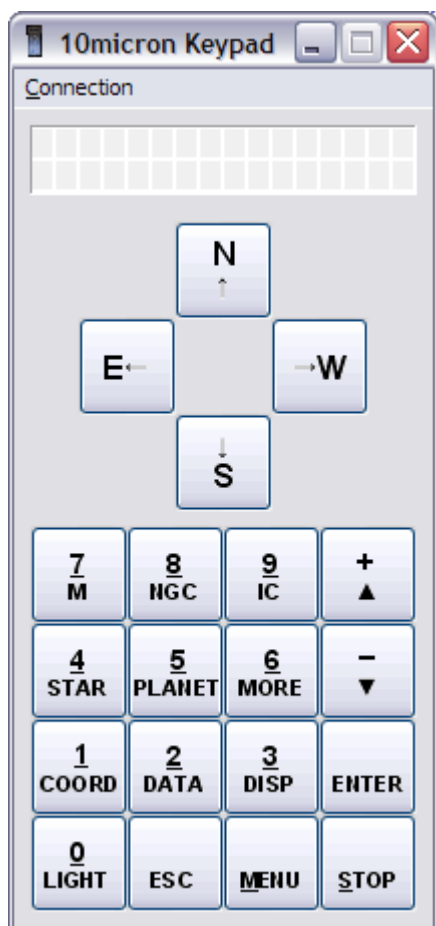 10micron Keypad
Connection
N
↑
E← →W
↓
S
7 8 9 +
M NGC IC ▲
4 5 6 −
STAR PLANET MORE ▼
1 2 3
COORD DATA DISP ENTER
0
LIGHT ESC MENU STOP